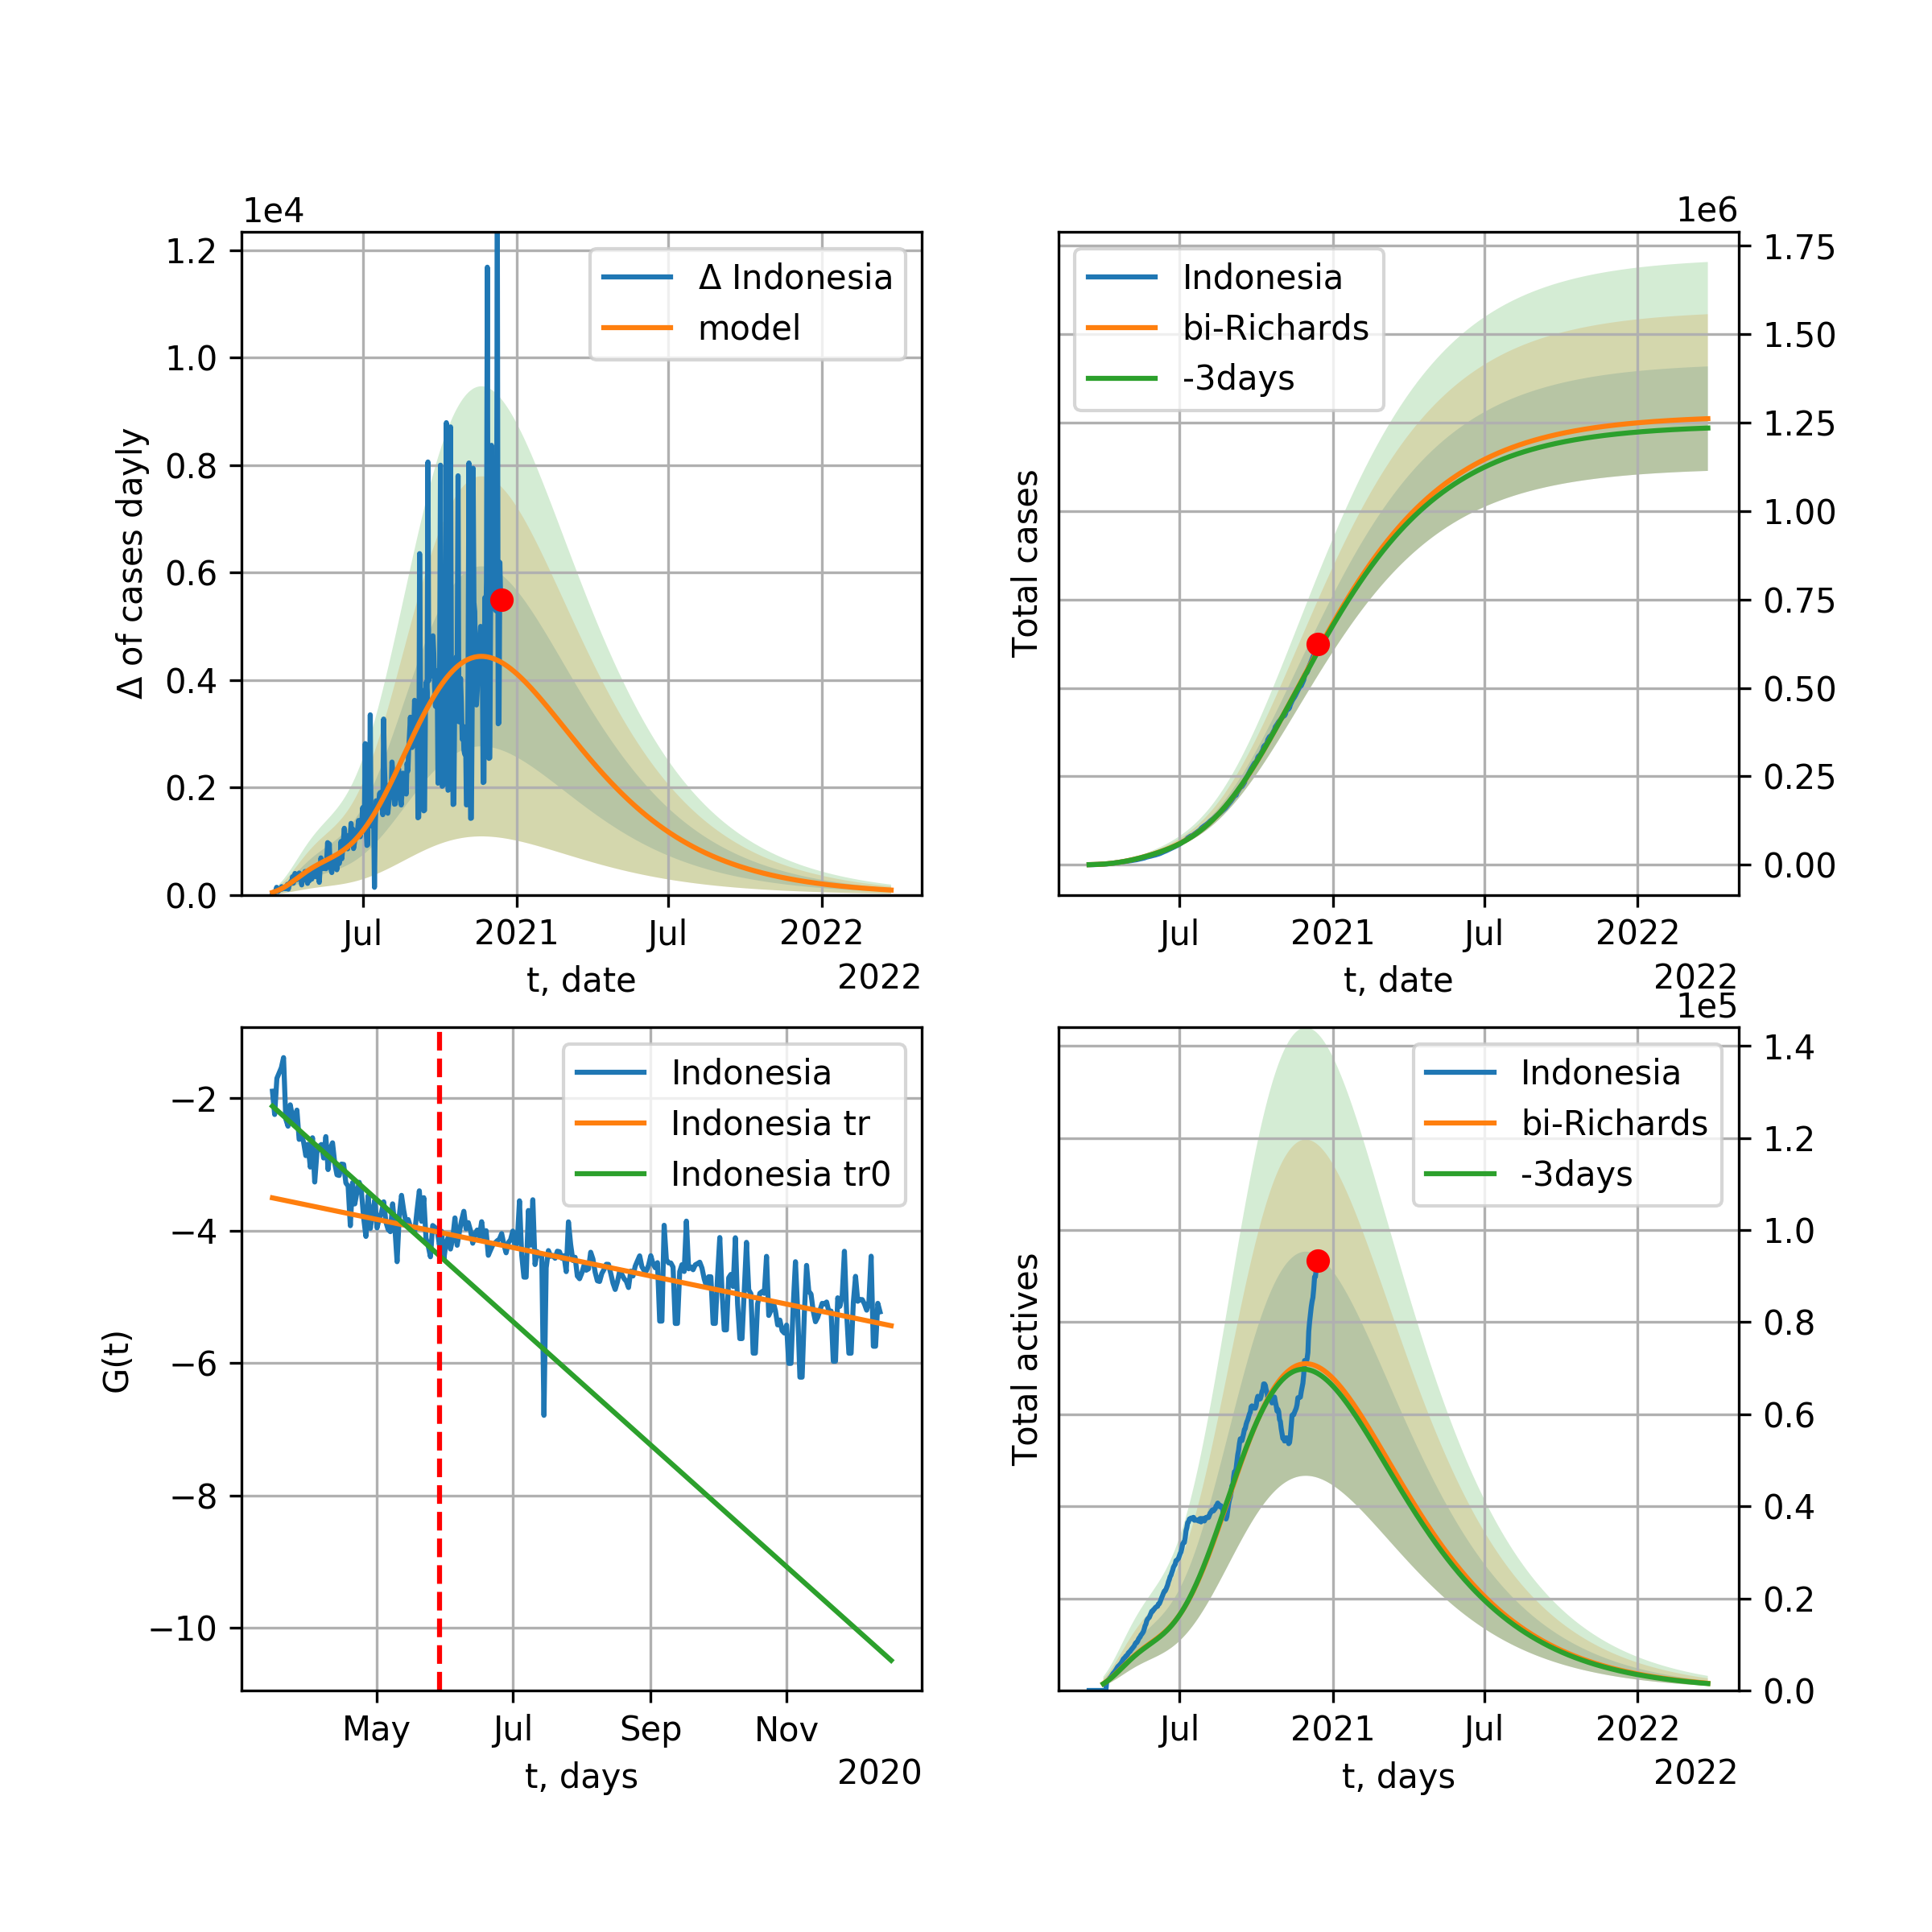 1e4
Δ of cases dayly
1.2
1.0
0.8
0.6
0.4
0.2
0.0
Δ Indonesia
model
Jul
2021
Jul
2022
t, date
2022
1e6
Total cases
Indonesia
bi-Richards
-3days
1.75
1.50
1.25
1.00
0.75
0.50
0.25
0.00
Jul
2021
Jul
2022
t, date
2022
G(t)
−2
−4
−6
−8
−10
Indonesia
Indonesia tr
Indonesia tr0
May
Jul
Sep
Nov
t, days
2020
1e5
Total actives
Indonesia
bi-Richards
-3days
1.4
1.2
1.0
0.8
0.6
0.4
0.2
0.0
Jul
2021
Jul
2022
t, days
2022